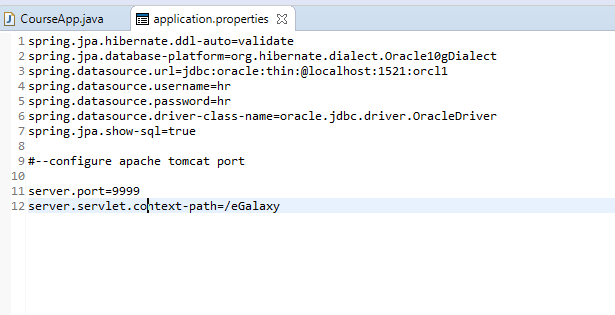 CourseApp.java application.properties
1 spring.jpa.hibernate.ddl-auto=validate
2 spring.jpa.database-platform=org.hibernate.dialect.Oracle10gDialect
3 spring.datasource.url=jdbc:oracle:thin:@localhost:1521:orcl1
4 spring.datasource.username=hr
5 spring.datasource.password=hr
6 spring.datasource.driver-class-name=oracle.jdbc.driver.OracleDriver
7 spring.jpa.show-sql=true
8
9 #--configure apache tomcat port
10
11 server.port=9999
12 server.servlet.context-path=/eGalaxy